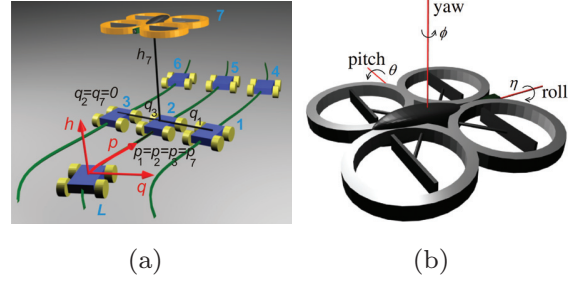 7
h₇
6 5 4
q₂=q₇=0
3 q₃ 2 q₁ 1
h
p
p₁=p₂=p₃=p₇
q
L
(a)
yaw
ϕ
pitch θ
η roll
(b)